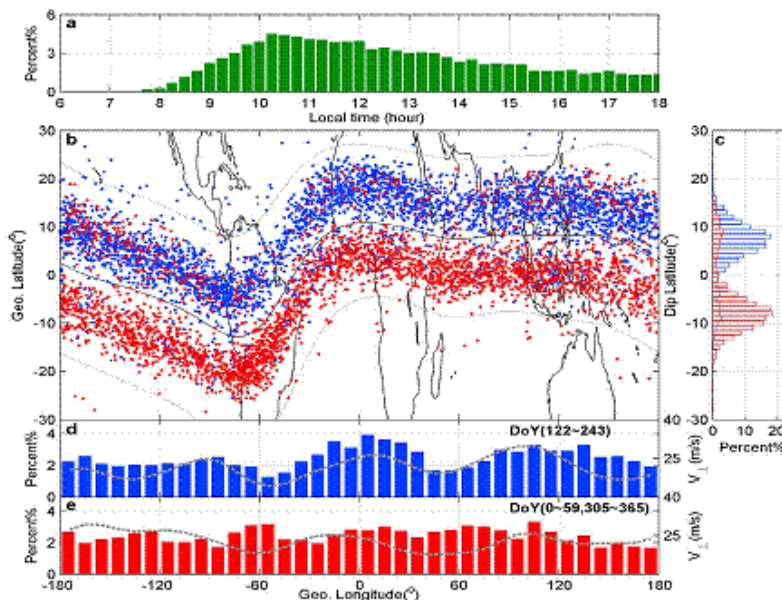 a
Percent%
6
3
0
6 7 8 9 10 11 12 13 14 15 16 17 18
Local time (hour)
b
Geo. Latitude(°)
30
20
10
0
-10
-20
-30
c
Dip Latitude(°)
30
20
10
0
-10
-20
-30
0 10 20
Percent%
d
DoY(122~243)
Percent%
4
2
0
40
25
V⊥ (m/s)
e
DoY(0~59,305~365)
Percent%
4
2
0
40
25
V⊥ (m/s)
-180 -120 -60 0 60 120 180
Geo. Longitude(°)